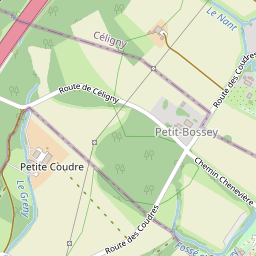 Le Nant
Céligny
Route des Coudres
Route de Céligny
Petit-Bossey
Petite Coudre
Le Greny
Chemin Chenevière
Route des Coudres